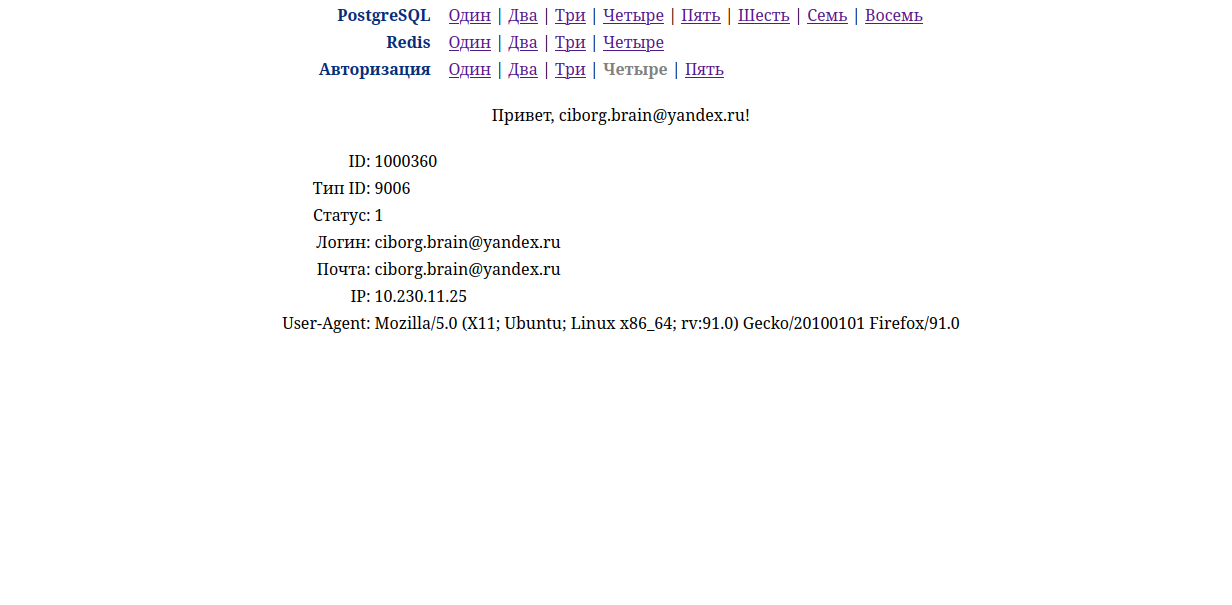 PostgreSQL Один | Два | Три | Четыре | Пять | Шесть | Семь | Восемь
Redis Один | Два | Три | Четыре
Авторизация Один | Два | Три | Четыре | Пять
Привет, ciborg.brain@yandex.ru!
ID: 1000360
Тип ID: 9006
Статус: 1
Логин: ciborg.brain@yandex.ru
Почта: ciborg.brain@yandex.ru
IP: 10.230.11.25
User-Agent: Mozilla/5.0 (X11; Ubuntu; Linux x86_64; rv:91.0) Gecko/20100101 Firefox/91.0